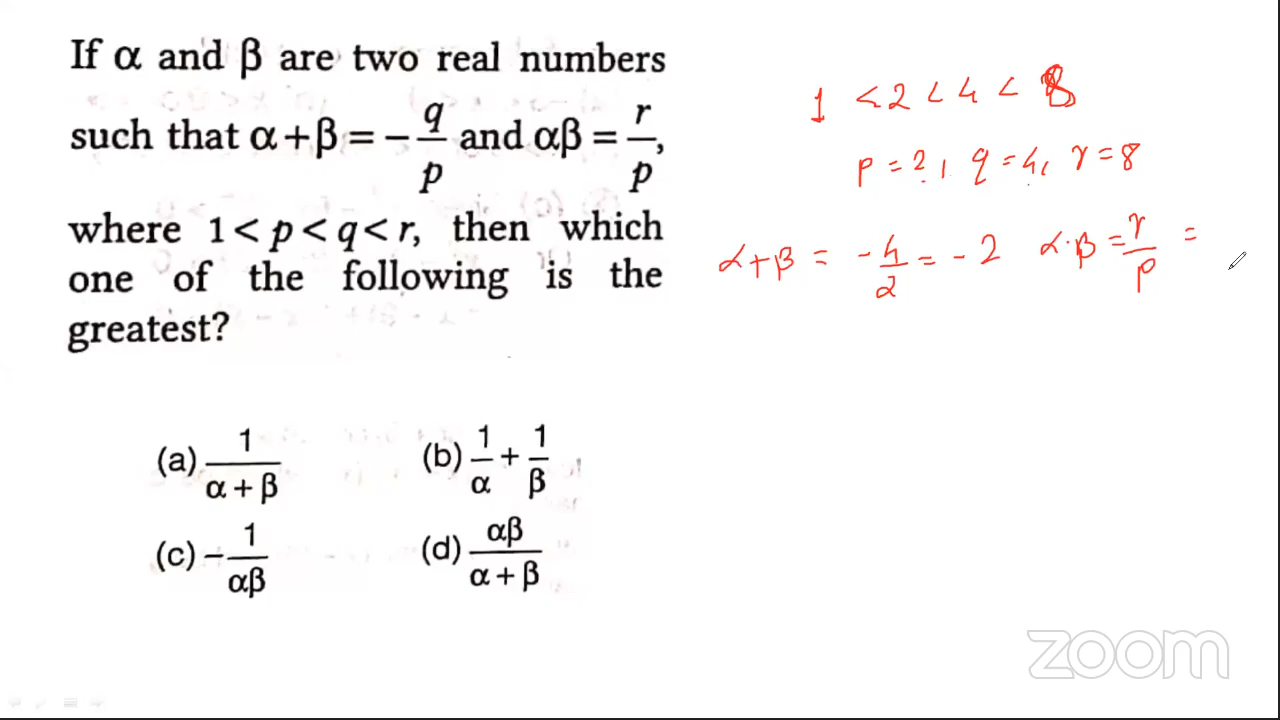 If α and β are two real numbers
such that α+β = - q/p and αβ = r/p,
where 1 < p < q < r, then which
one of the following is the
greatest?
(a) 1/(α + β) (b) 1/α + 1/β
(c) - 1/(αβ) (d) αβ/(α + β)
1 < 2 < 4 < 8
p = 2, q = 4, r = 8
α+β = - 4/2 = - 2 α·β = r/p =
zoom